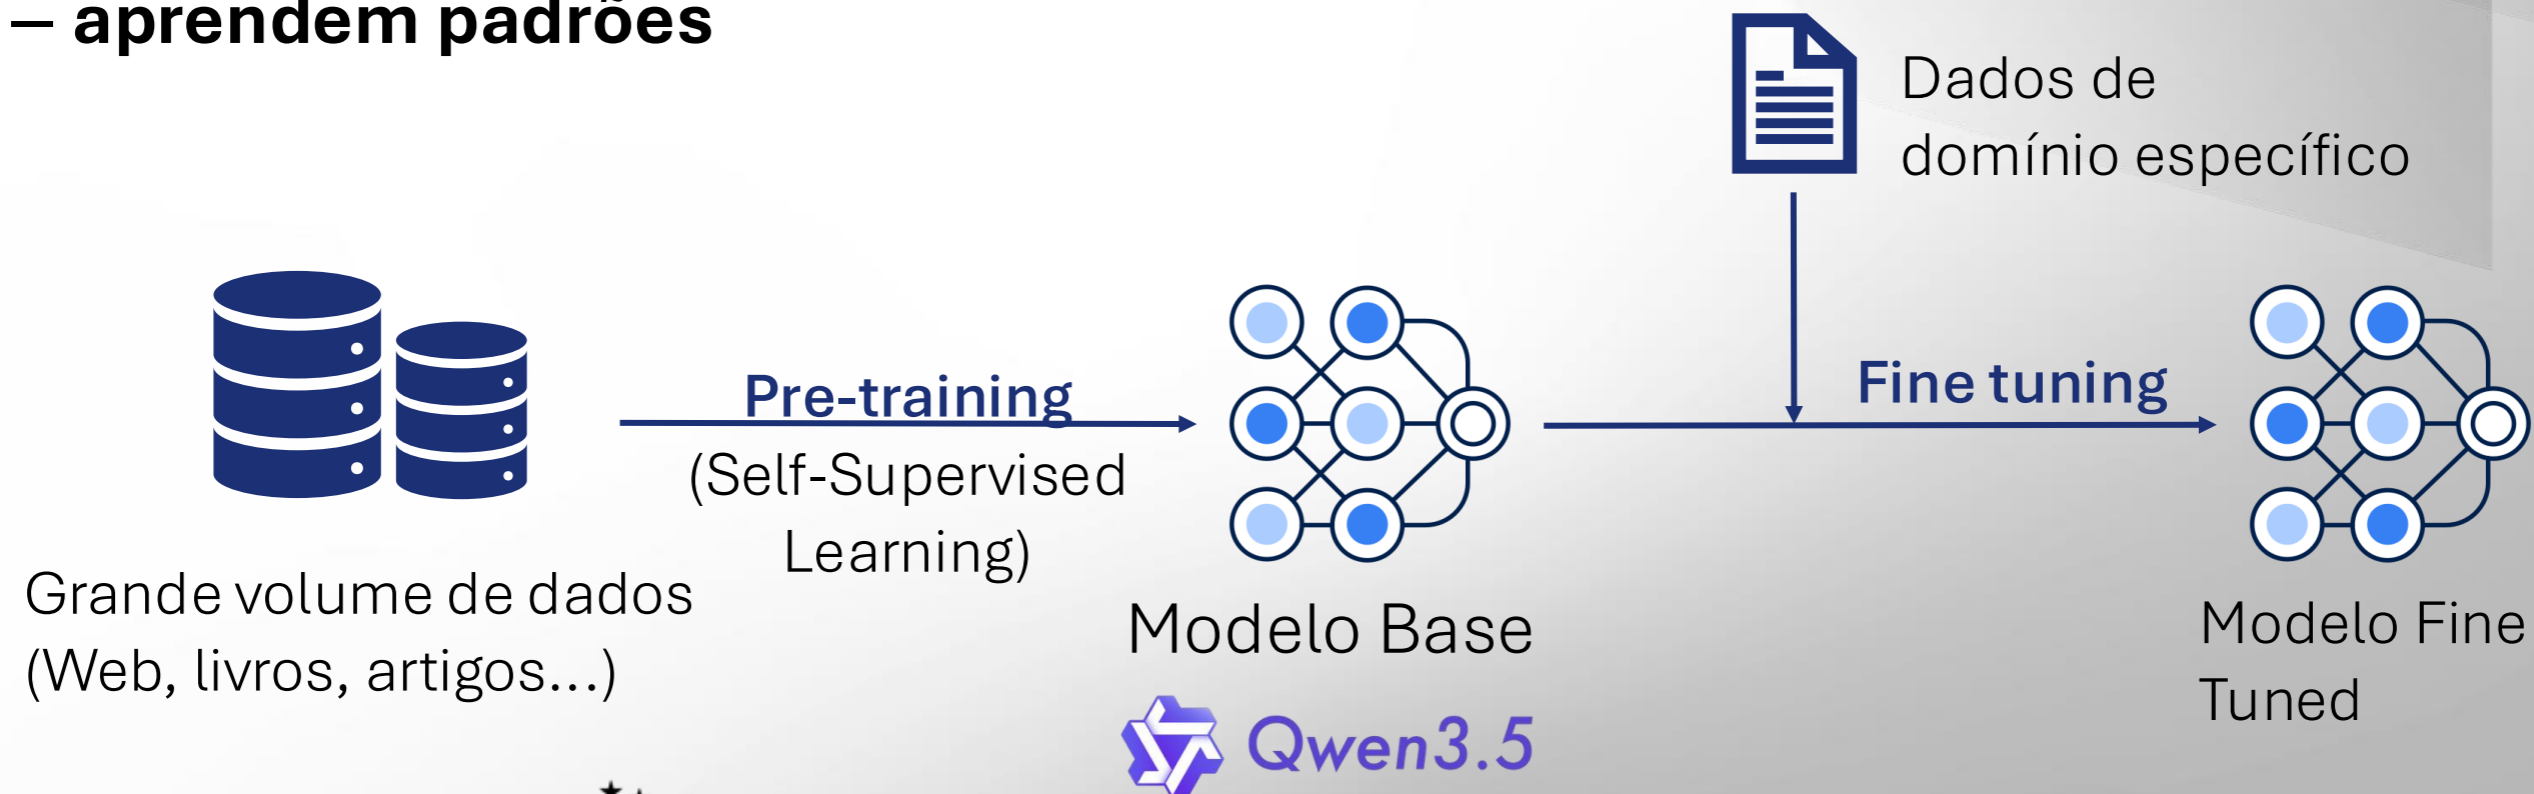 – aprendem padrões
Dados de
domínio específico
Pre-training
Fine tuning
(Self-Supervised
Learning)
Grande volume de dados
(Web, livros, artigos...)
Modelo Base
Modelo Fine
Tuned
Qwen3.5